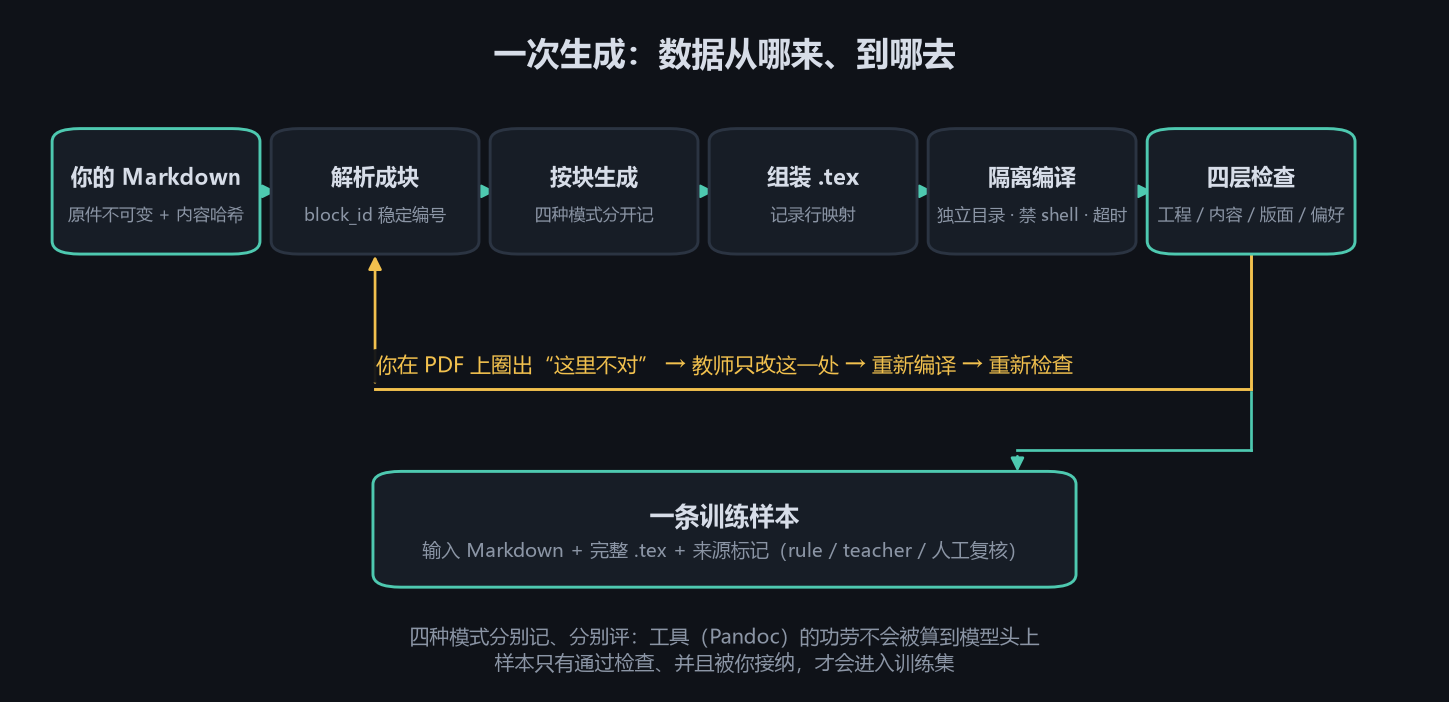 一次生成：数据从哪来、到哪去
你的 Markdown
原件不可变 + 内容哈希
解析成块
block_id 稳定编号
按块生成
四种模式分开记
组装 .tex
记录行映射
隔离编译
独立目录 · 禁 shell · 超时
四层检查
工程 / 内容 / 版面 / 偏好
你在 PDF 上圈出“这里不对” → 教师只改这一处 → 重新编译 → 重新检查
一条训练样本
输入 Markdown + 完整 .tex + 来源标记（rule / teacher / 人工复核）
四种模式分别记、分别评：工具（Pandoc）的功劳不会被算到模型头上
样本只有通过检查、并且被你接纳，才会进入训练集